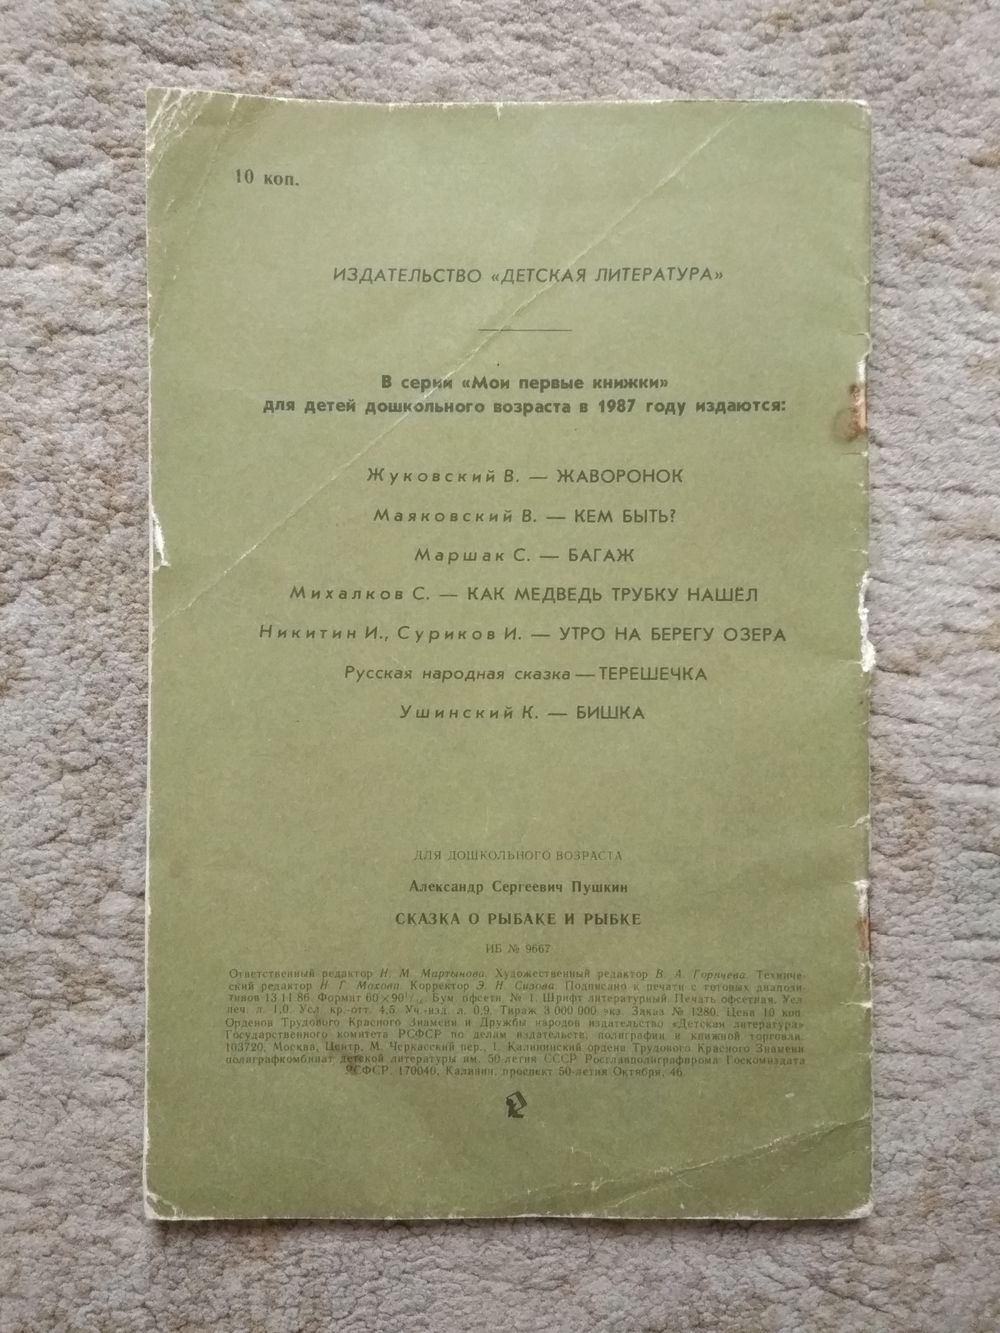 10 коп.
ИЗДАТЕЛЬСТВО «ДЕТСКАЯ ЛИТЕРАТУРА»
В серии «Мои первые книжки»
для детей дошкольного возраста в 1987 году издаются:
Жуковский В. — ЖАВОРОНОК
Маяковский В. — КЕМ БЫТЬ?
Маршак С. — БАГАЖ
Михалков С. — КАК МЕДВЕДЬ ТРУБКУ НАШЁЛ
Никитин И., Суриков И. — УТРО НА БЕРЕГУ ОЗЕРА
Русская народная сказка — ТЕРЕШЕЧКА
Ушинский К. — БИШКА
ДЛЯ ДОШКОЛЬНОГО ВОЗРАСТА
Александр Сергеевич Пушкин
СКАЗКА О РЫБАКЕ И РЫБКЕ
ИБ № 9667
Ответственный редактор Н. М. Мартынова. Художественный редактор В. А. Горячева. Техничес-
кий редактор Н. Г. Мохова. Корректор Э. Н. Сизова. Подписано к печати с готовых диапози-
тивов 13.11.86. Формат 60×90 1/16 Бум. офсетн. № 1. Шрифт литературный. Печать офсетная. Усл.
печ. л. 1,0. Усл. кр.-отт. 4,5. Уч.-изд. л. 0,9. Тираж 3 000 000 экз. Заказ № 1280. Цена 10 коп.
Орденов Трудового Красного Знамени и Дружбы народов издательство «Детская литература»
Государственного комитета РСФСР по делам издательств, полиграфии и книжной торговли.
103720, Москва, Центр, М. Черкасский пер., 1. Калининский ордена Трудового Красного Знамени
полиграфкомбинат детской литературы им. 50-летия СССР Росглавполиграфпрома Госкомиздата
РСФСР. 170040, Калинин, проспект 50-летия Октября, 46.